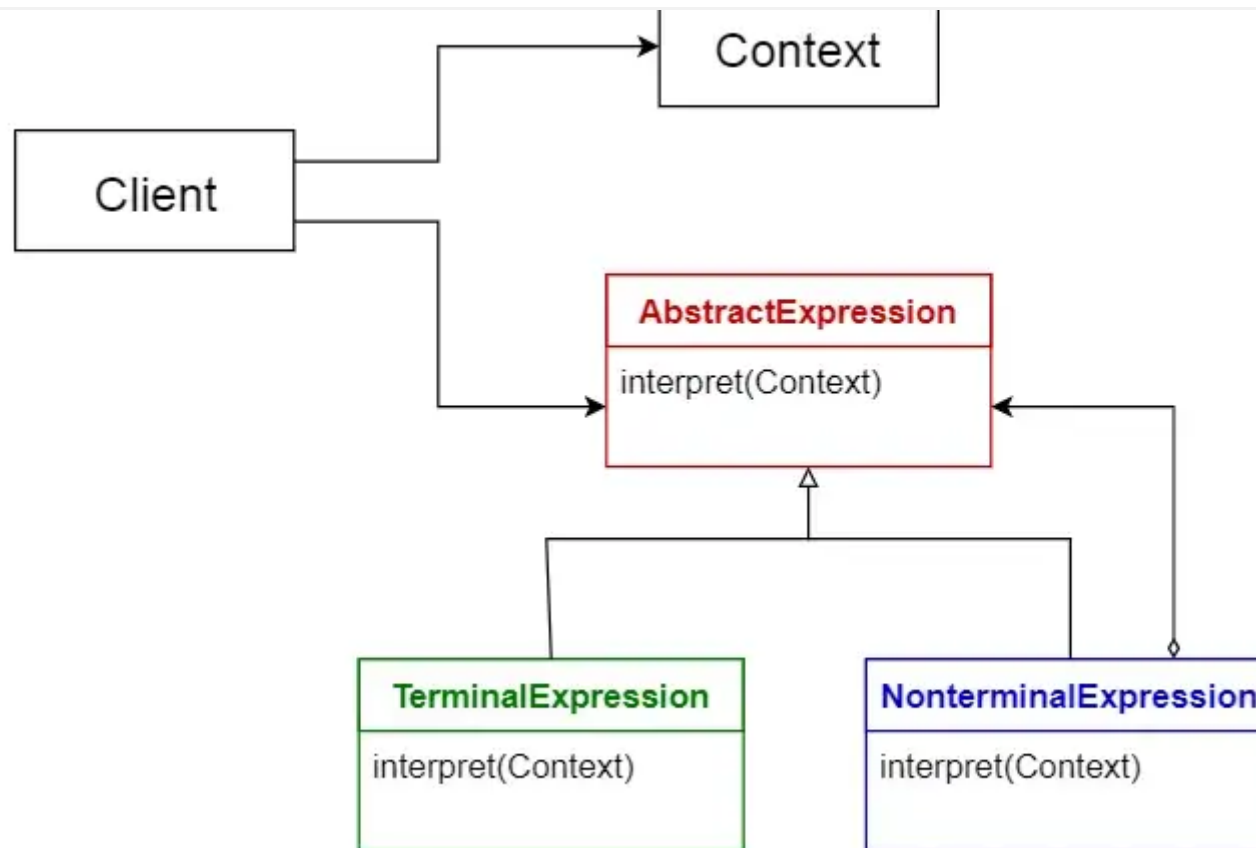 Context
Client
AbstractExpression
interpret(Context)
TerminalExpression
interpret(Context)
NonterminalExpression
interpret(Context)